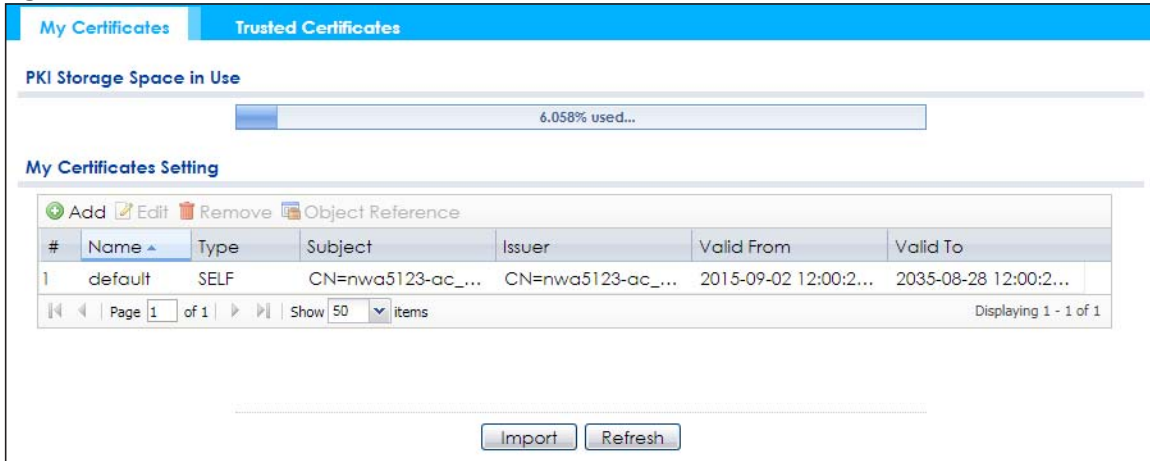 My Certificates Trusted Certificates
PKI Storage Space in Use
6.058% used...
My Certificates Setting
Add Edit Remove Object Reference
# Name Type Subject Issuer Valid From Valid To
1 default SELF CN=nwa5123-ac_... CN=nwa5123-ac_... 2015-09-02 12:00:2... 2035-08-28 12:00:2...
Page 1 of 1 Show 50 items Displaying 1 - 1 of 1
Import Refresh